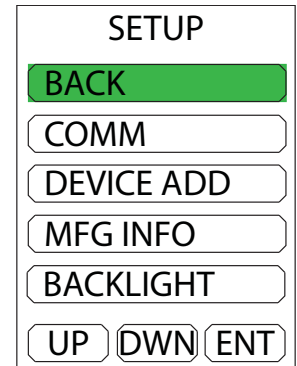 SETUP
BACK
COMM
DEVICE ADD
MFG INFO
BACKLIGHT
UP DWN ENT